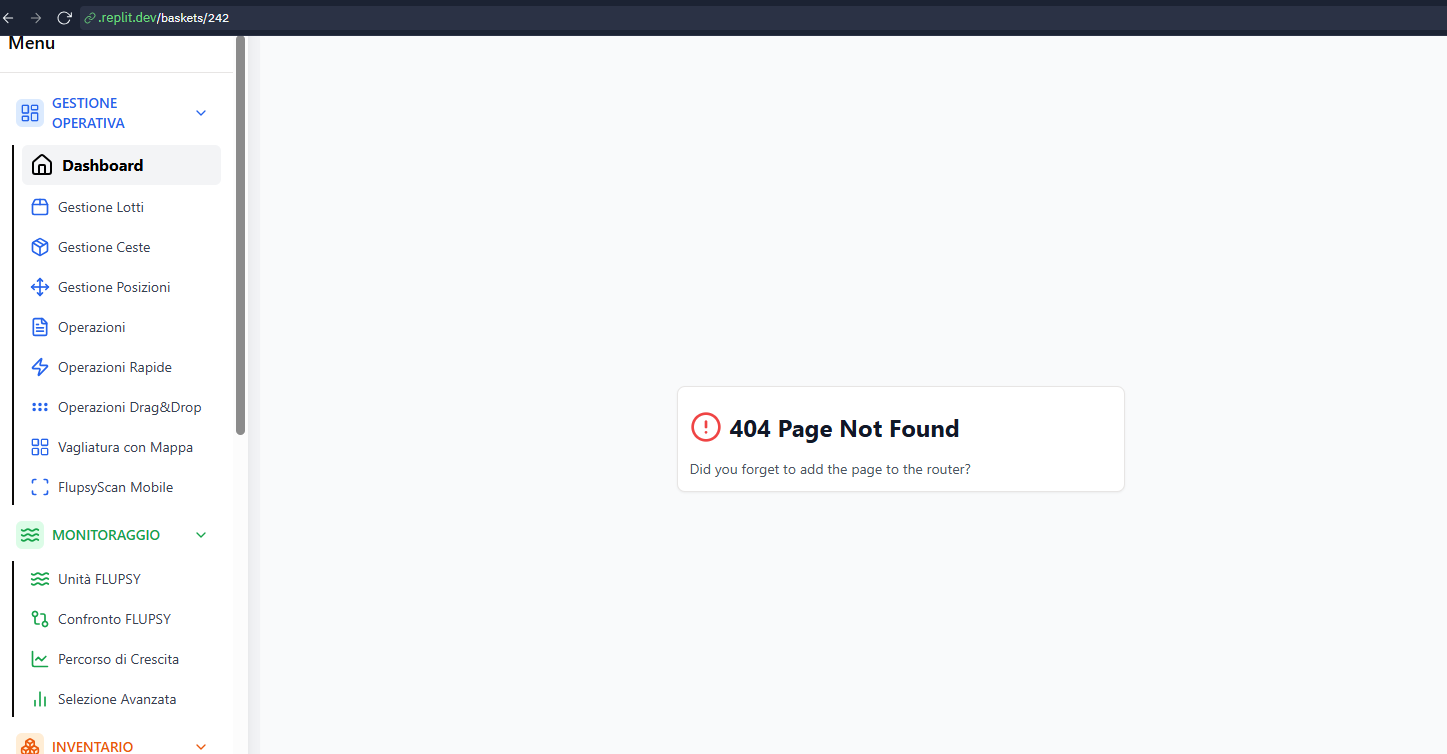 .replit.dev/baskets/242
Menu
GESTIONE
OPERATIVA
Dashboard
Gestione Lotti
Gestione Ceste
Gestione Posizioni
Operazioni
Operazioni Rapide
Operazioni Drag&Drop
Vagliatura con Mappa
FlupsyScan Mobile
MONITORAGGIO
Unità FLUPSY
Confronto FLUPSY
Percorso di Crescita
Selezione Avanzata
INVENTARIO
404 Page Not Found
Did you forget to add the page to the router?